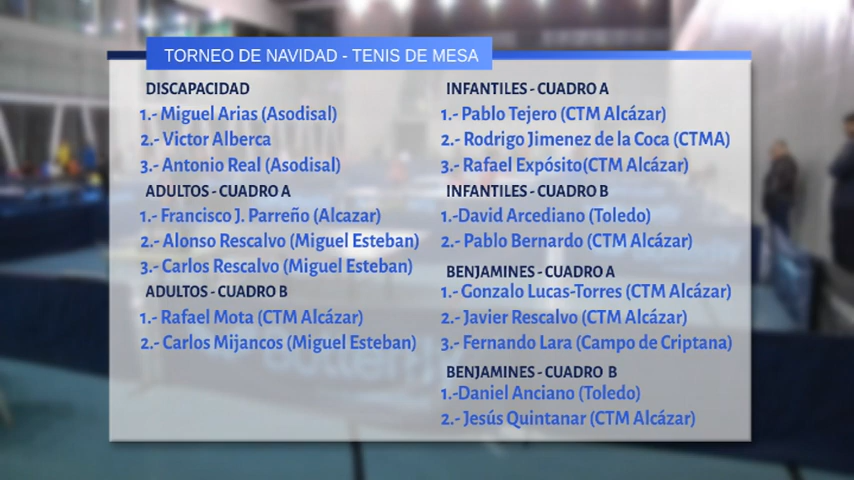 TORNEO DE NAVIDAD - TENIS DE MESA
DISCAPACIDAD
1.- Miguel Arias (Asodisal)
2.- Victor Alberca
3.- Antonio Real (Asodisal)
ADULTOS - CUADRO A
1.- Francisco J. Parreño (Alcazar)
2.- Alonso Rescalvo (Miguel Esteban)
3.- Carlos Rescalvo (Miguel Esteban)
ADULTOS - CUADRO B
1.- Rafael Mota (CTM Alcázar)
2.- Carlos Mijancos (Miguel Esteban)
INFANTILES - CUADRO A
1.- Pablo Tejero (CTM Alcázar)
2.- Rodrigo Jimenez de la Coca (CTMA)
3.- Rafael Expósito(CTM Alcázar)
INFANTILES - CUADRO B
1.-David Arcediano (Toledo)
2.- Pablo Bernardo (CTM Alcázar)
BENJAMINES - CUADRO A
1.- Gonzalo Lucas-Torres (CTM Alcázar)
2.- Javier Rescalvo (CTM Alcázar)
3.- Fernando Lara (Campo de Criptana)
BENJAMINES - CUADRO B
1.-Daniel Anciano (Toledo)
2.- Jesús Quintanar (CTM Alcázar)